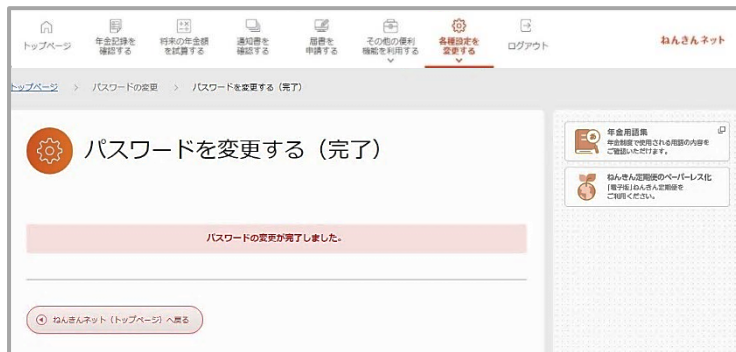 トップページ
年金記録を
確認する
将来の年金額
を試算する
通知書を
確認する
届書を
申請する
その他の便利
機能を利用する
各種設定を
変更する
ログアウト
ねんきんネット
トップページ > パスワードの変更 > パスワードを変更する（完了）
パスワードを変更する（完了）
パスワードの変更が完了しました。
ねんきんネット（トップページ）へ戻る
あ
年金用語集
年金制度で使用される用語の内容を
ご確認いただけます。
ねんきん定期便のペーパーレス化
「電子版」ねんきん定期便を
ご利用ください。